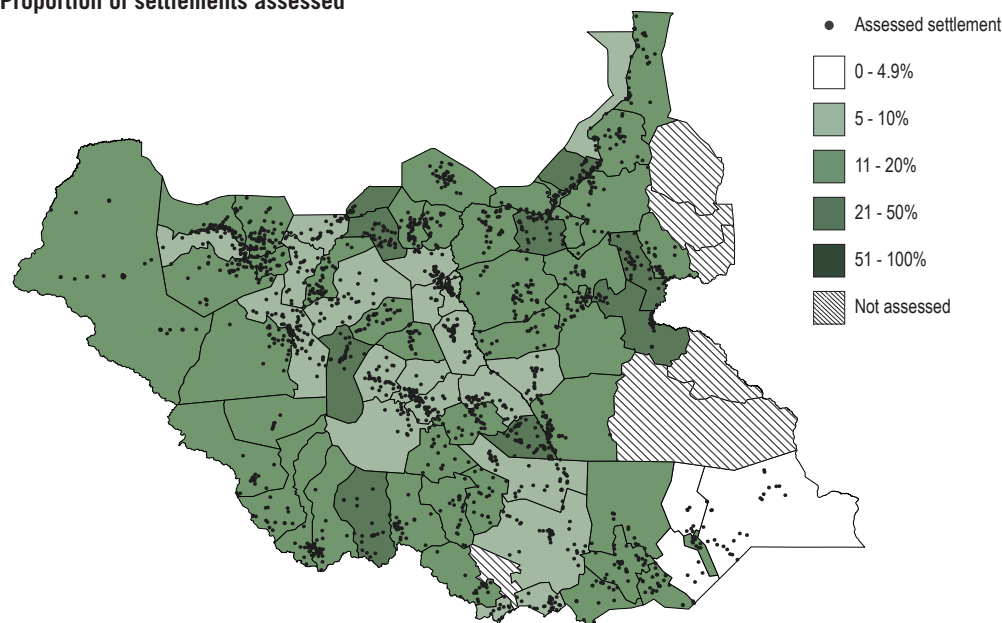 Proportion of settlements assessed
Assessed settlement
0 - 4.9%
5 - 10%
11 - 20%
21 - 50%
51 - 100%
Not assessed